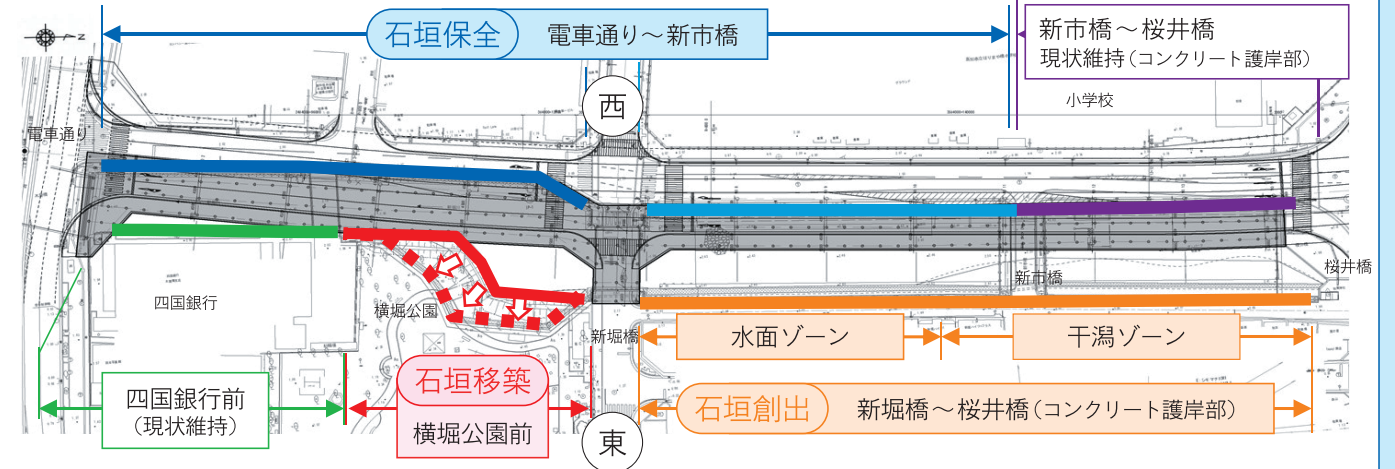 石垣保全 電車通り～新市橋
新市橋～桜井橋
現状維持（コンクリート護岸部）
西
小学校
電車通り
四国銀行
横堀公園
新堀橋
新市橋
桜井橋
水面ゾーン
干潟ゾーン
四国銀行前
（現状維持）
石垣移築
横堀公園前
石垣創出 新堀橋～桜井橋（コンクリート護岸部）
東